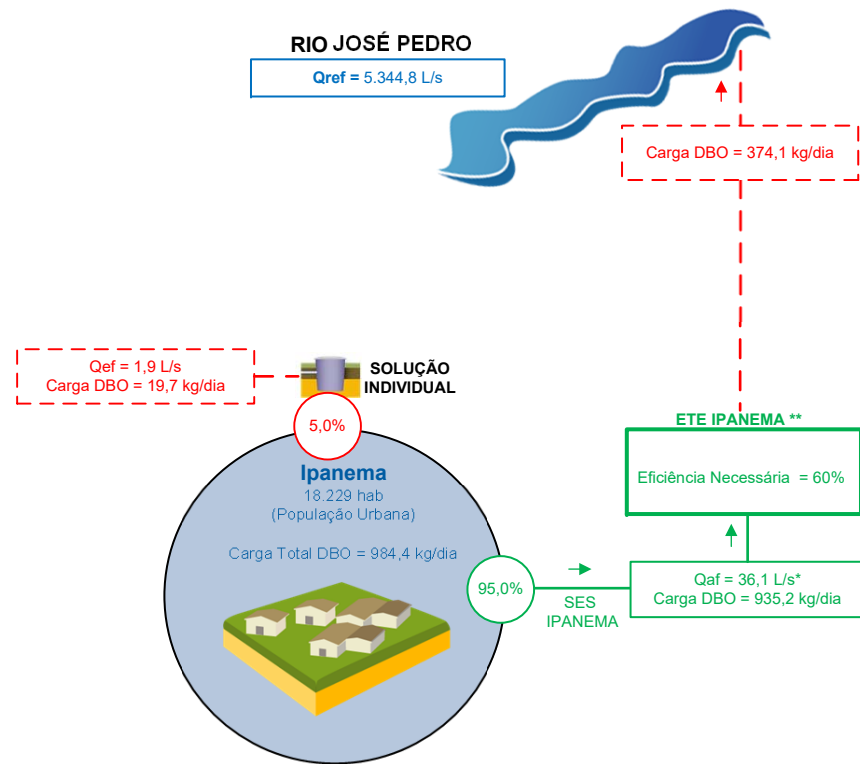 RIO JOSÉ PEDRO
Qref = 5.344,8 L/s
Carga DBO = 374,1 kg/dia
Qef = 1,9 L/s
Carga DBO = 19,7 kg/dia
SOLUÇÃO
INDIVIDUAL
5,0%
Ipanema
18.229 hab
(População Urbana)
Carga Total DBO = 984,4 kg/dia
95,0%
SES
IPANEMA
ETE IPANEMA **
Eficiência Necessária = 60%
Qaf = 36,1 L/s*
Carga DBO = 935,2 kg/dia